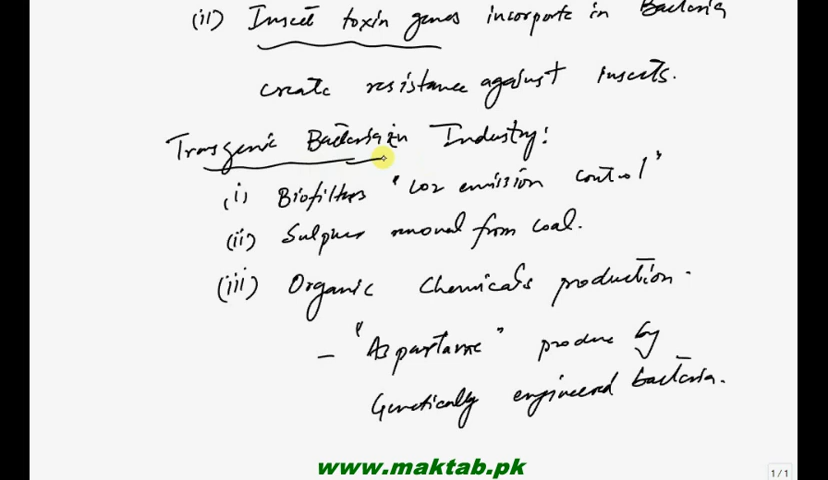 (ii) Insect toxin genes incorporate in Bacteria
create resistance against insects.
Transgenic Bacteria in Industry:
(i) Biofilters "CO2 emission control"
(ii) Sulphur removal from coal.
(iii) Organic Chemicals production.
- "Aspartame" produce by
Genetically engineered bacteria.
www.maktab.pk
1/1